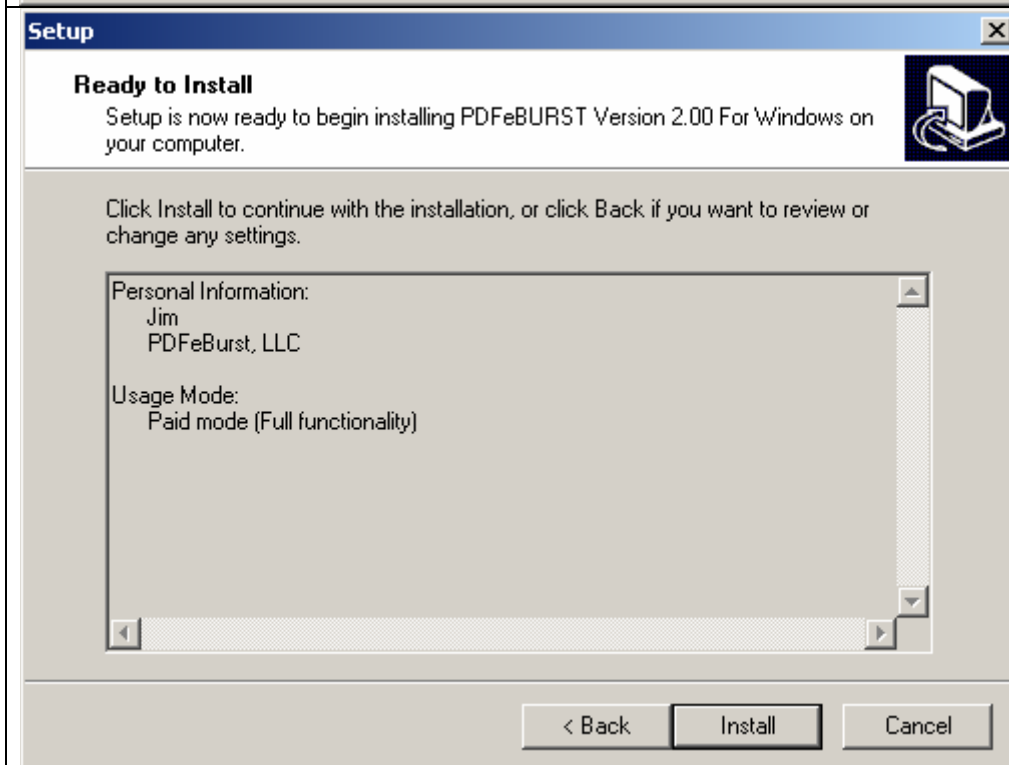 Setup
Ready to Install
Setup is now ready to begin installing PDFeBURST Version 2.00 For Windows on
your computer.
Click Install to continue with the installation, or click Back if you want to review or
change any settings.
Personal Information:
Jim
PDFeBurst, LLC
Usage Mode:
Paid mode (Full functionality)
< Back
Install
Cancel